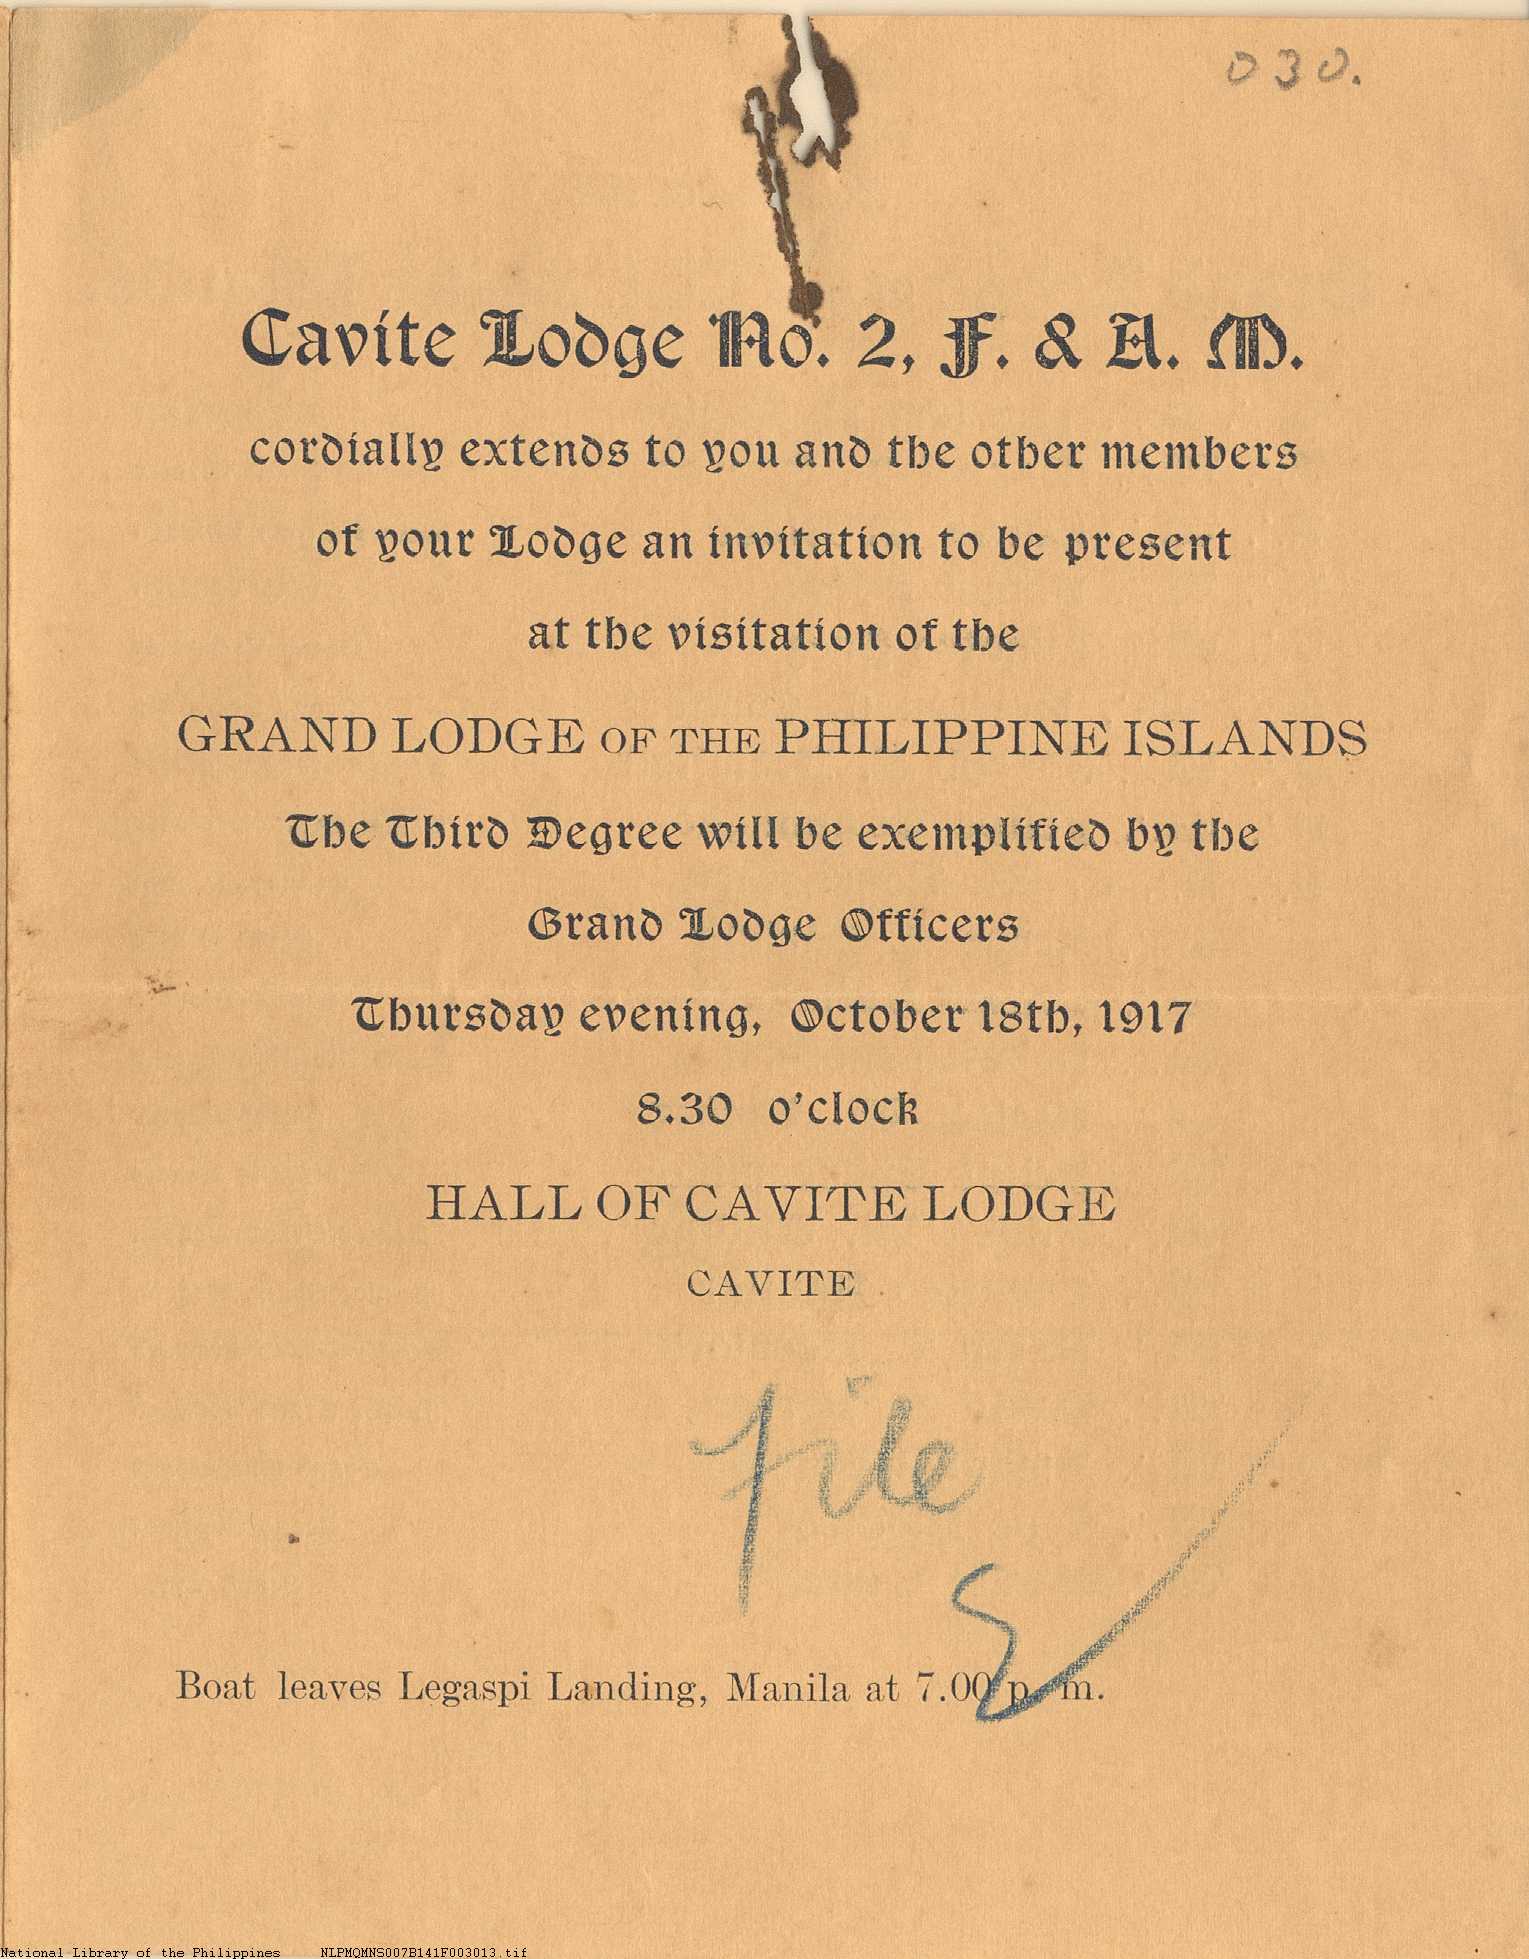 030.
Cavite Lodge No. 2, F. & A. M.
cordially extends to you and the other members
of your Lodge an invitation to be present
at the visitation of the
GRAND LODGE OF THE PHILIPPINE ISLANDS
The Third Degree will be exemplified by the
Grand Lodge Officers
Thursday evening, October 18th, 1917
8.30 o'clock
HALL OF CAVITE LODGE
CAVITE
file
Boat leaves Legaspi Landing, Manila at 7.00 p. m.
National Library of the Philippines NLPMQMNS007B141F003013.tif